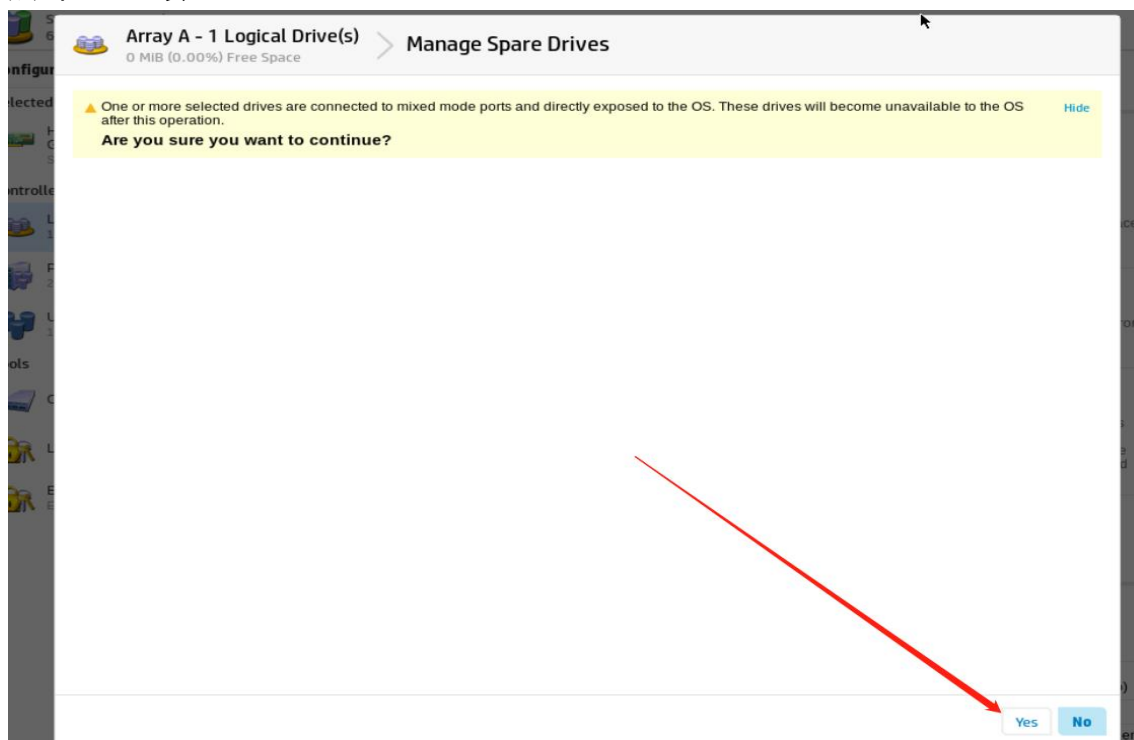 Array A - 1 Logical Drive(s)
Manage Spare Drives
0 MiB (0.00%) Free Space
One or more selected drives are connected to mixed mode ports and directly exposed to the OS. These drives will become unavailable to the OS
after this operation.
Hide
Are you sure you want to continue?
Yes
No